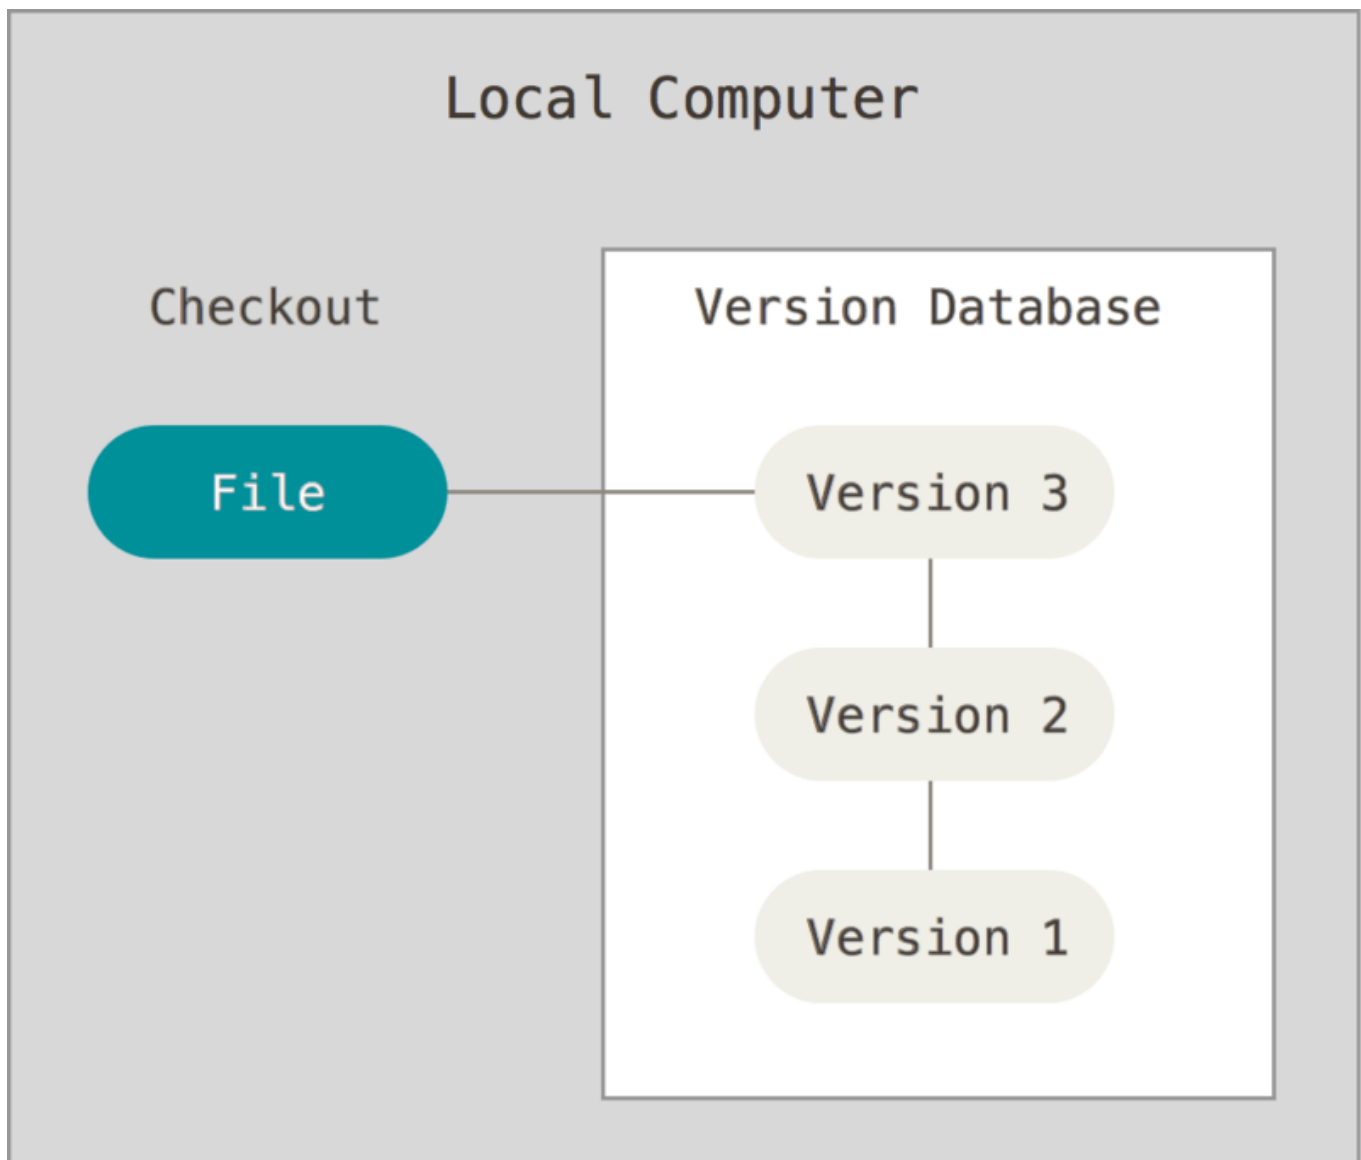 Local Computer
Checkout
Version Database
File
Version 3
Version 2
Version 1